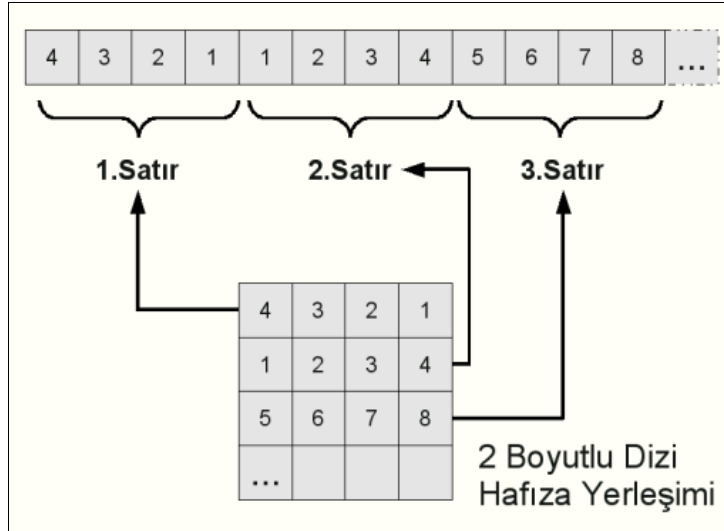 4 3 2 1 1 2 3 4 5 6 7 8 ...
1.Satır 2.Satır 3.Satır
4 3 2 1
1 2 3 4
5 6 7 8
...
2 Boyutlu Dizi
Hafıza Yerleşimi